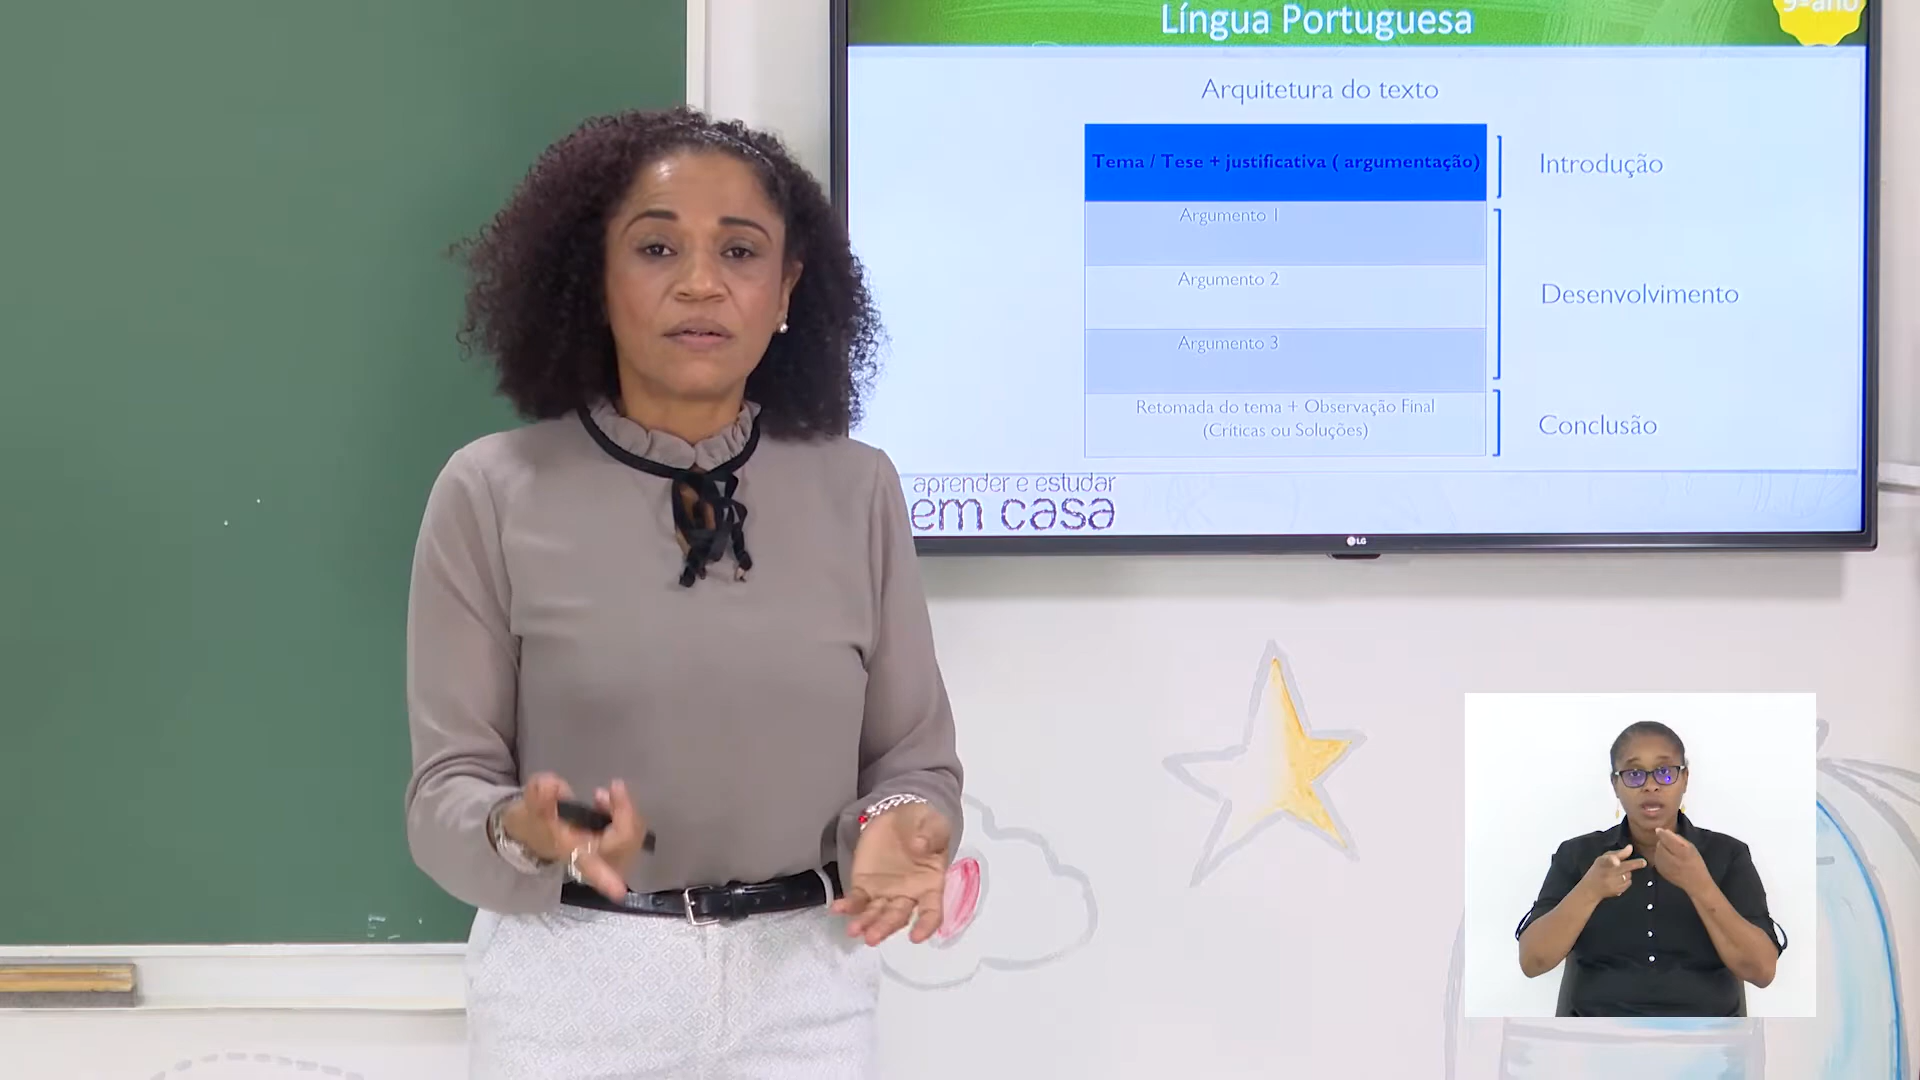 Língua Portuguesa
9ºano
Arquitetura do texto
Tema / Tese + justificativa ( argumentação)
Introdução
Argumento 1
Argumento 2
Desenvolvimento
Argumento 3
Retomada do tema + Observação Final
(Críticas ou Soluções)
Conclusão
aprender e estudar
em casa
LG